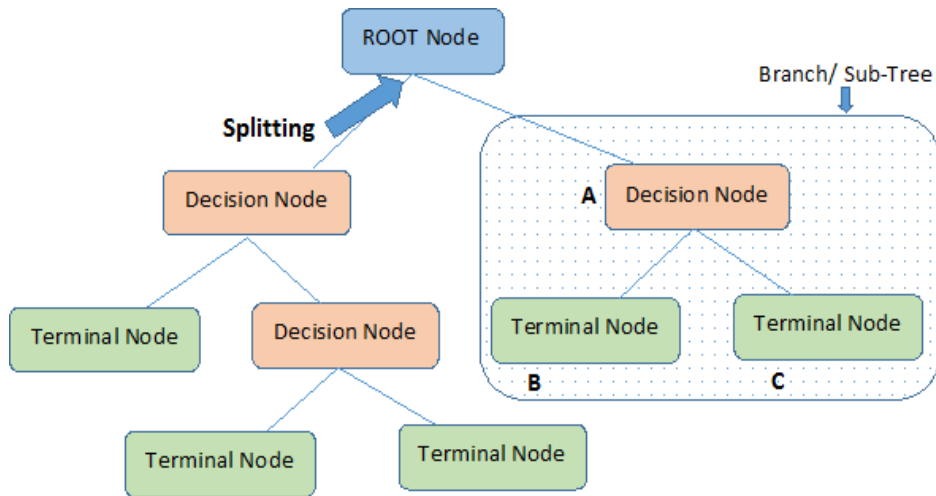 ROOT Node
Branch/ Sub-Tree
Splitting
Decision Node
A
Decision Node
Terminal Node
Decision Node
Terminal Node
Terminal Node
B
C
Terminal Node
Terminal Node